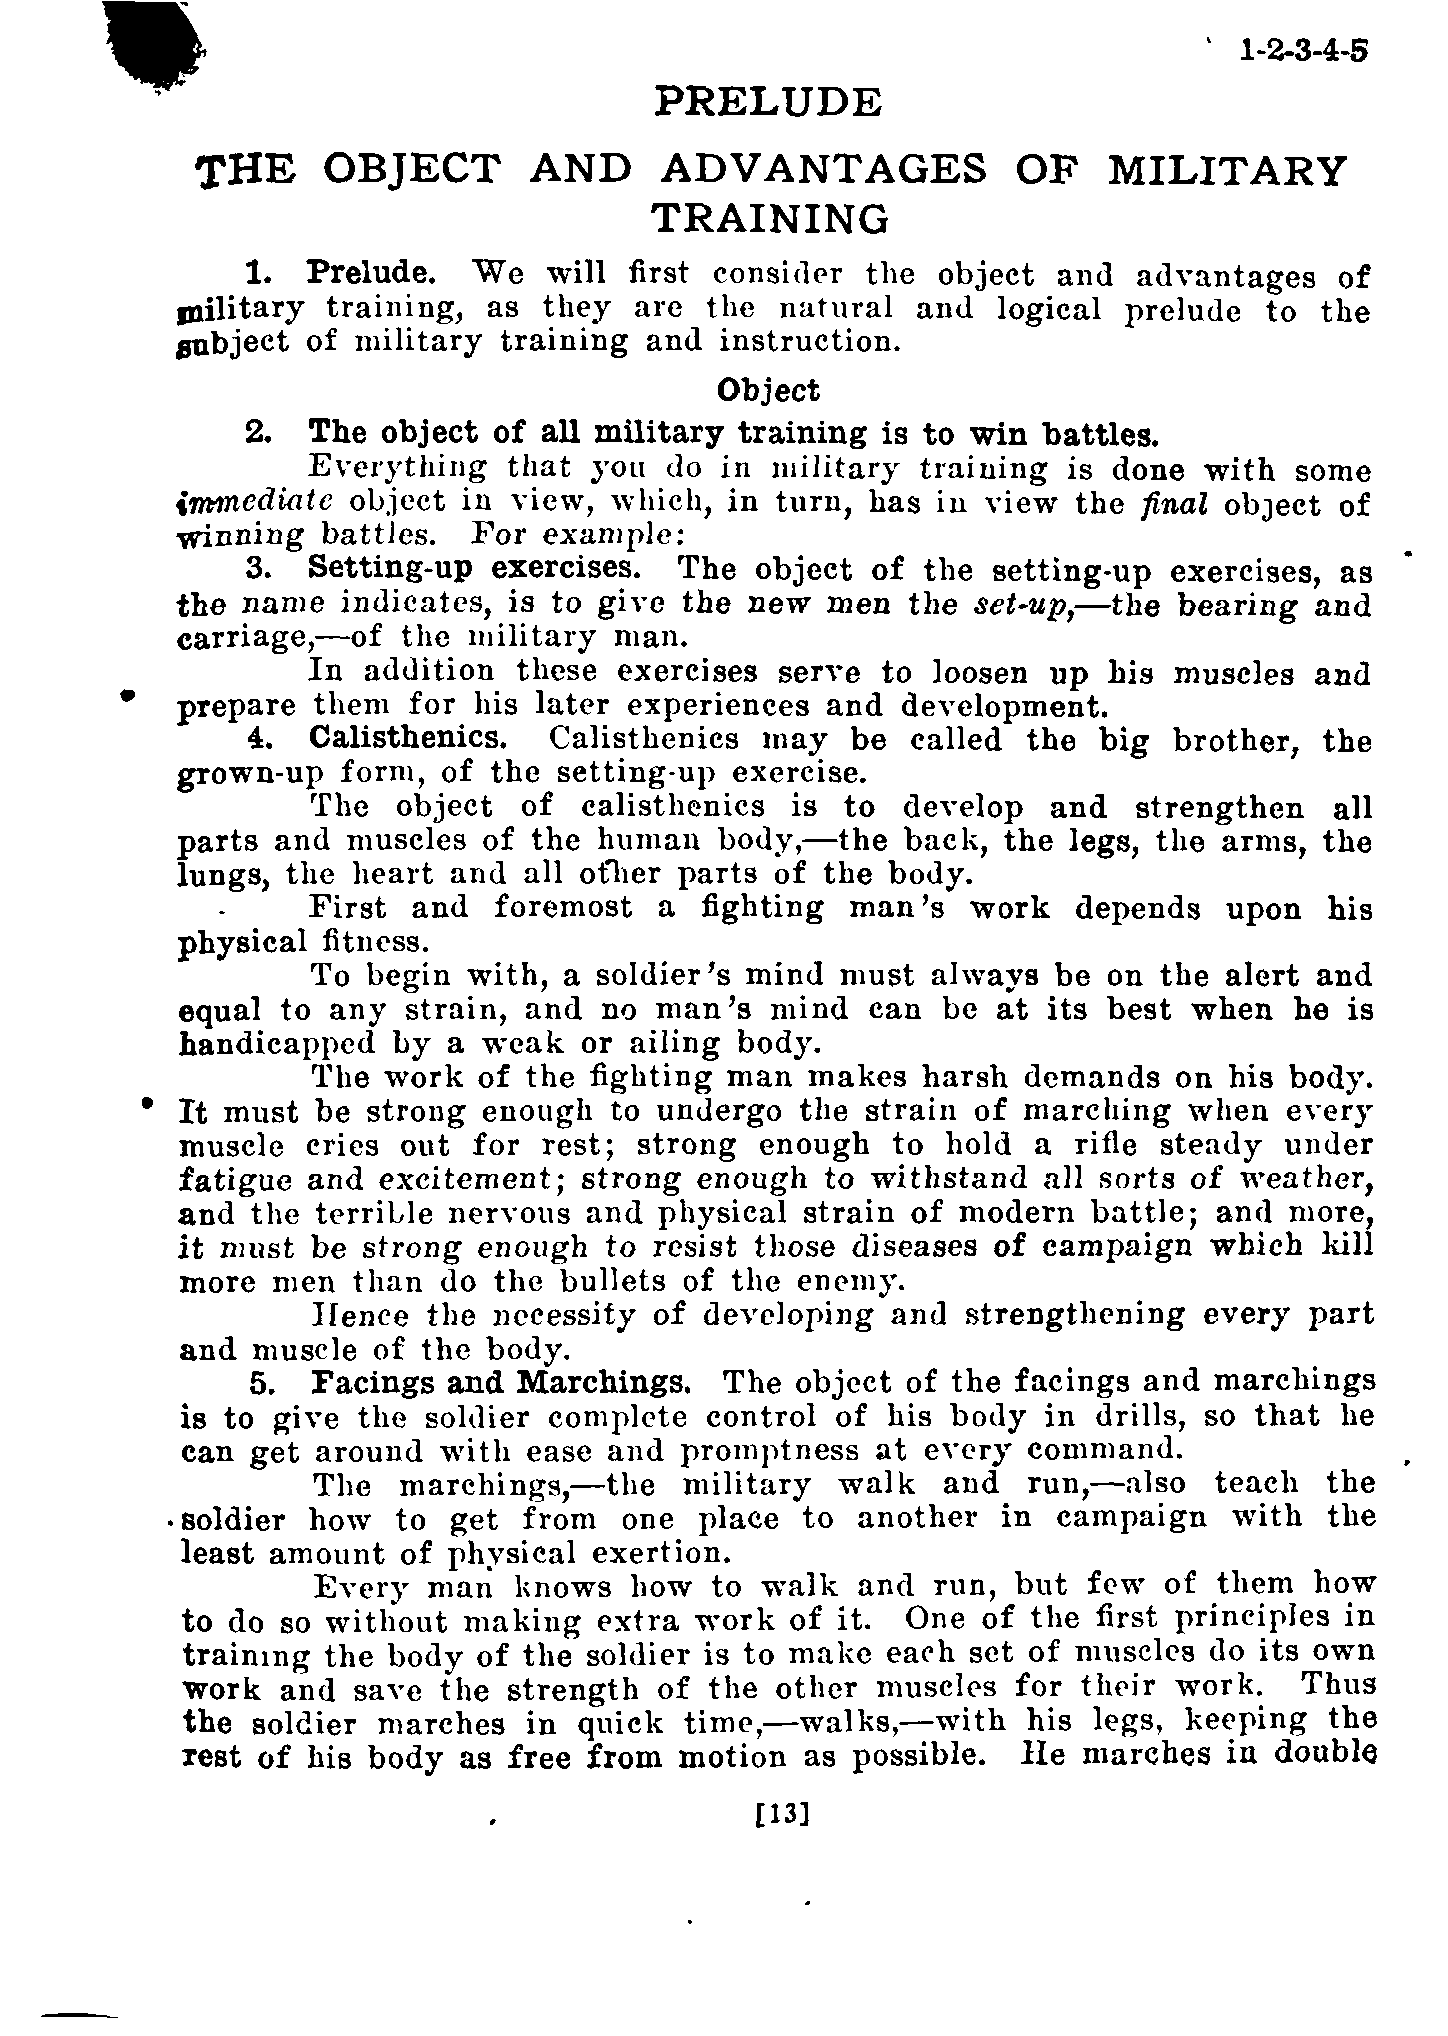 1-2-3-4-5
PRELUDE
THE OBJECT AND ADVANTAGES OF MILITARY
TRAINING
1. Prelude. We will first consider the object and advantages of
military training, as they are the natural and logical prelude to the
subject of military training and instruction.
Object
2. The object of all military training is to win battles.
Everything that you do in military training is done with some
immediate object in view, which, in turn, has in view the final object of
winning battles. For example:
3. Setting-up exercises. The object of the setting-up exercises, as
the name indicates, is to give the new men the set-up,—the bearing and
carriage,—of the military man.
In addition these exercises serve to loosen up his muscles and
prepare them for his later experiences and development.
4. Calisthenics. Calisthenics may be called the big brother, the
grown-up form, of the setting-up exercise.
The object of calisthenics is to develop and strengthen all
parts and muscles of the human body,—the back, the legs, the arms, the
lungs, the heart and all other parts of the body.
First and foremost a fighting man's work depends upon his
physical fitness.
To begin with, a soldier's mind must always be on the alert and
equal to any strain, and no man's mind can be at its best when he is
handicapped by a weak or ailing body.
The work of the fighting man makes harsh demands on his body.
It must be strong enough to undergo the strain of marching when every
muscle cries out for rest; strong enough to hold a rifle steady under
fatigue and excitement; strong enough to withstand all sorts of weather,
and the terrible nervous and physical strain of modern battle; and more,
it must be strong enough to resist those diseases of campaign which kill
more men than do the bullets of the enemy.
Hence the necessity of developing and strengthening every part
and muscle of the body.
5. Facings and Marchings. The object of the facings and marchings
is to give the soldier complete control of his body in drills, so that he
can get around with ease and promptness at every command.
The marchings,—the military walk and run,—also teach the
soldier how to get from one place to another in campaign with the
least amount of physical exertion.
Every man knows how to walk and run, but few of them how
to do so without making extra work of it. One of the first principles in
training the body of the soldier is to make each set of muscles do its own
work and save the strength of the other muscles for their work. Thus
the soldier marches in quick time,—walks,—with his legs, keeping the
rest of his body as free from motion as possible. He marches in double
[13]